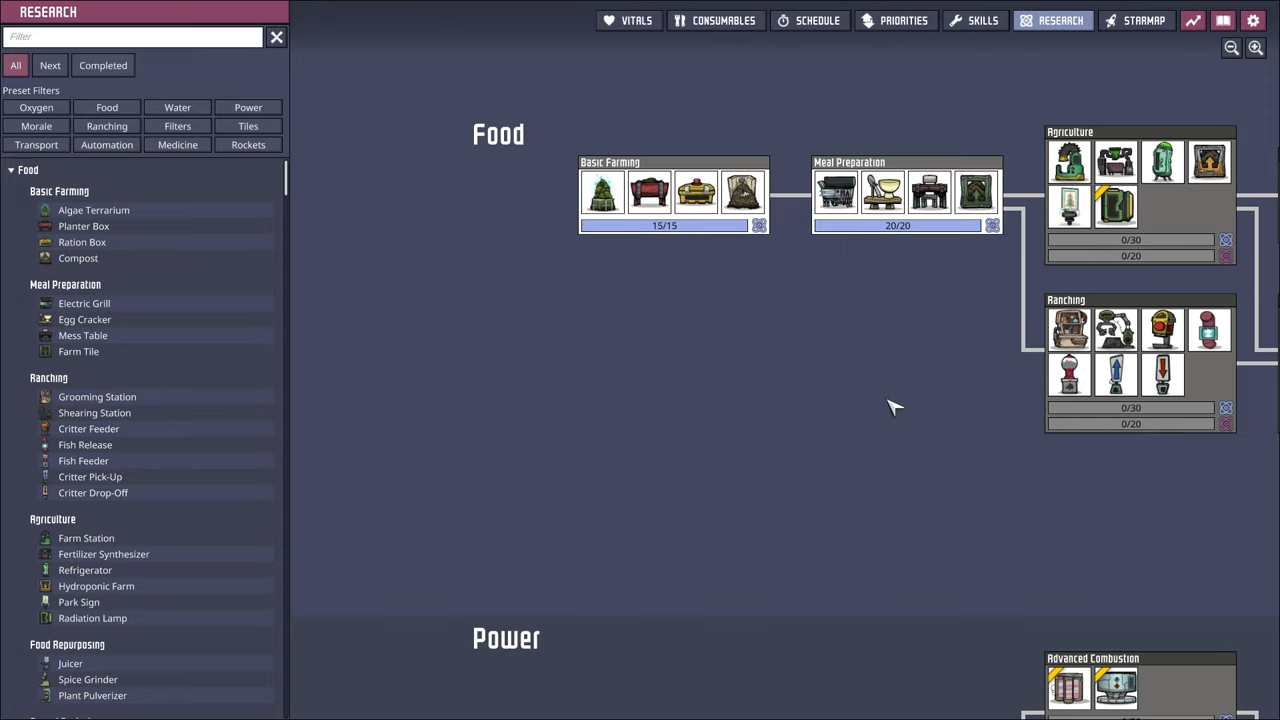 RESEARCH
VITALS
CONSUMABLES
SCHEDULE
PRIORITIES
SKILLS
RESEARCH
STARMAP
Filter
All
Next
Completed
Preset Filters
Oxygen
Food
Water
Power
Morale
Ranching
Filters
Tiles
Transport
Automation
Medicine
Rockets
Food
Basic Farming
Algae Terrarium
Planter Box
Ration Box
Compost
Meal Preparation
Electric Grill
Egg Cracker
Mess Table
Farm Tile
Ranching
Grooming Station
Shearing Station
Critter Feeder
Fish Release
Fish Feeder
Critter Pick-Up
Critter Drop-Off
Agriculture
Farm Station
Fertilizer Synthesizer
Refrigerator
Hydroponic Farm
Park Sign
Radiation Lamp
Food Repurposing
Juicer
Spice Grinder
Plant Pulverizer
Food
Basic Farming
15/15
Meal Preparation
20/20
Agriculture
0/30
0/20
Ranching
0/30
0/20
Power
Advanced Combustion